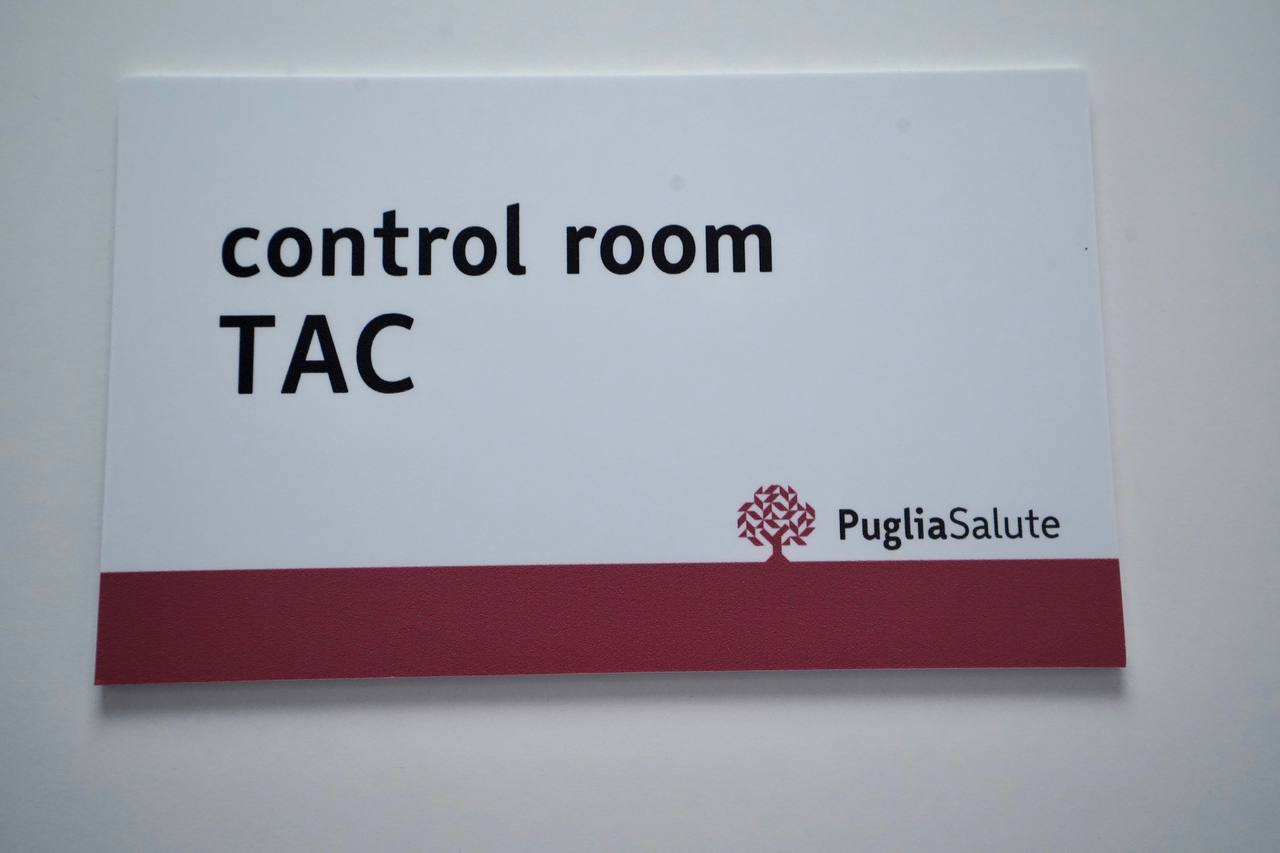 control room
TAC
PugliaSalute